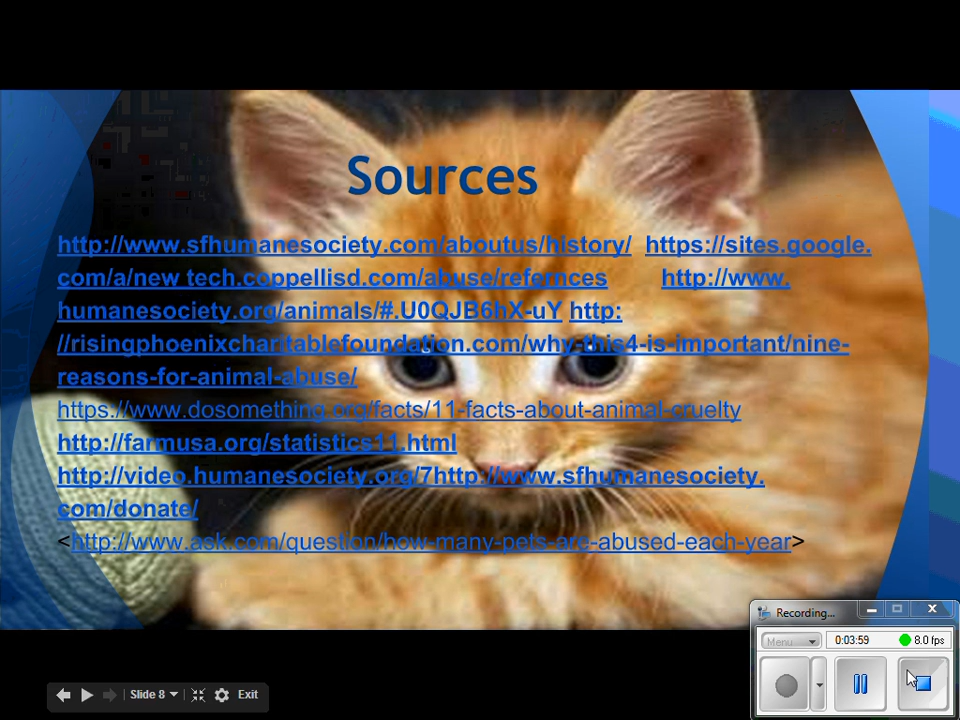 Sources
http://www.sfhumanesociety.com/aboutus/history/ https://sites.google.
com/a/new tech.coppellisd.com/abuse/refernces http://www.
humanesociety.org/animals/#.U0QJB6hX-uY http:
//risingphoenixcharitablefoundation.com/why-this4-is-important/nine-
reasons-for-animal-abuse/
https.//www.dosomething.org/facts/11-facts-about-animal-cruelty
http://farmusa.org/statistics11.html
http://video.humanesociety.org/7http://www.sfhumanesociety.
com/donate/
<http://www.ask.com/question/how-many-pets-are-abused-each-year>
Recording...
Menu 0:03:59 8.0 fps
Slide 8 Exit